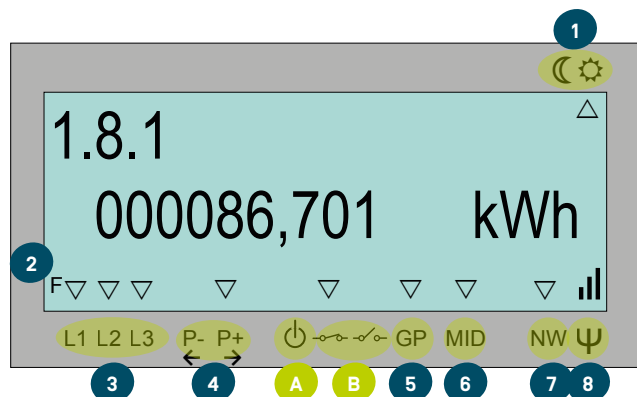 1
1.8.1
000086,701 kWh
2
F
L1 L2 L3 P- P+ GP MID NW
3 4 A B 5 6 7 8